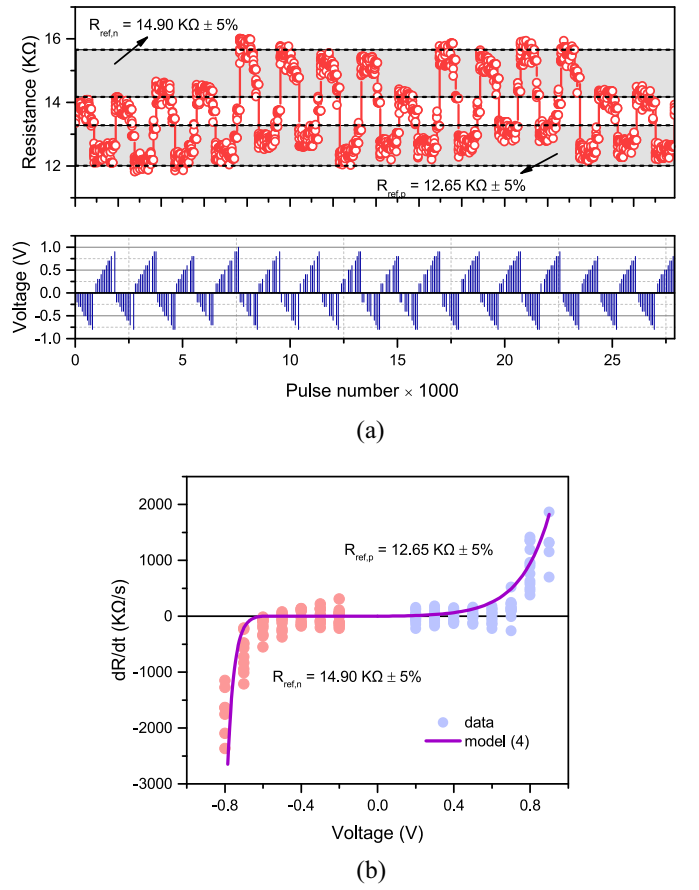 R_ref,n = 14.90 KΩ ± 5%
16
14
12
Resistance (KΩ)
R_ref,p = 12.65 KΩ ± 5%
1.0
0.5
0.0
-0.5
-1.0
Voltage (V)
0 5 10 15 20 25
Pulse number × 1000
(a)
2000
1000
0
-1000
-2000
-3000
dR/dt (KΩ/s)
R_ref,p = 12.65 KΩ ± 5%
R_ref,n = 14.90 KΩ ± 5%
data
model (4)
-0.8 -0.4 0.0 0.4 0.8
Voltage (V)
(b)